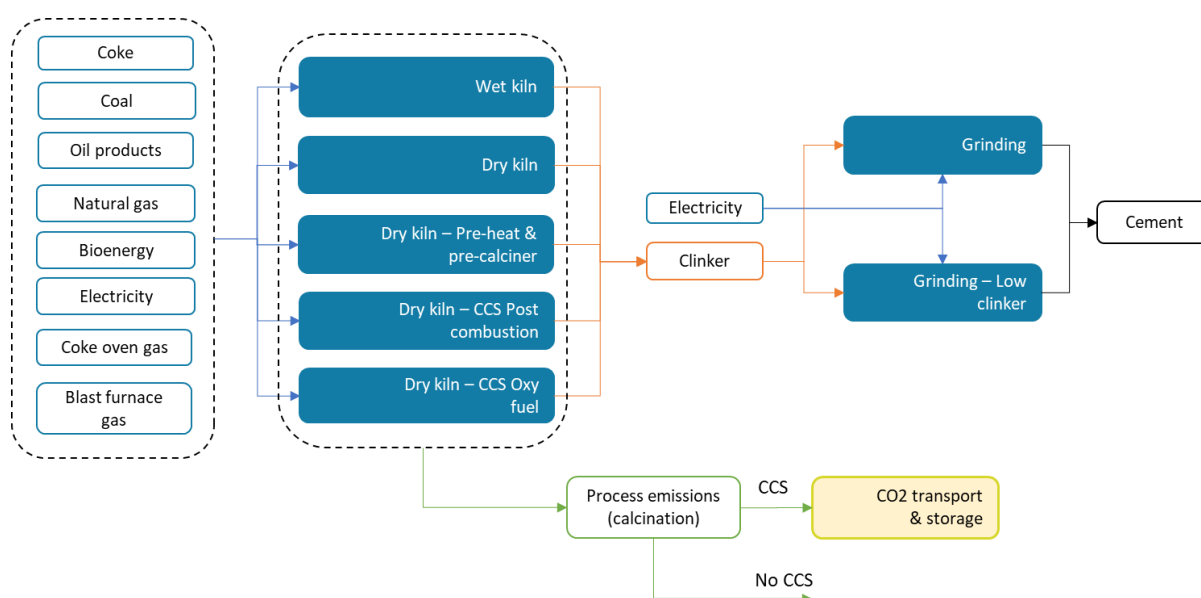 Coke
Coal
Oil products
Natural gas
Bioenergy
Electricity
Coke oven gas
Blast furnace
gas
Wet kiln
Dry kiln
Dry kiln – Pre-heat &
pre-calciner
Dry kiln – CCS Post
combustion
Dry kiln – CCS Oxy
fuel
Electricity
Clinker
Grinding
Grinding – Low
clinker
Cement
Process emissions
(calcination)
CCS
CO2 transport
& storage
No CCS